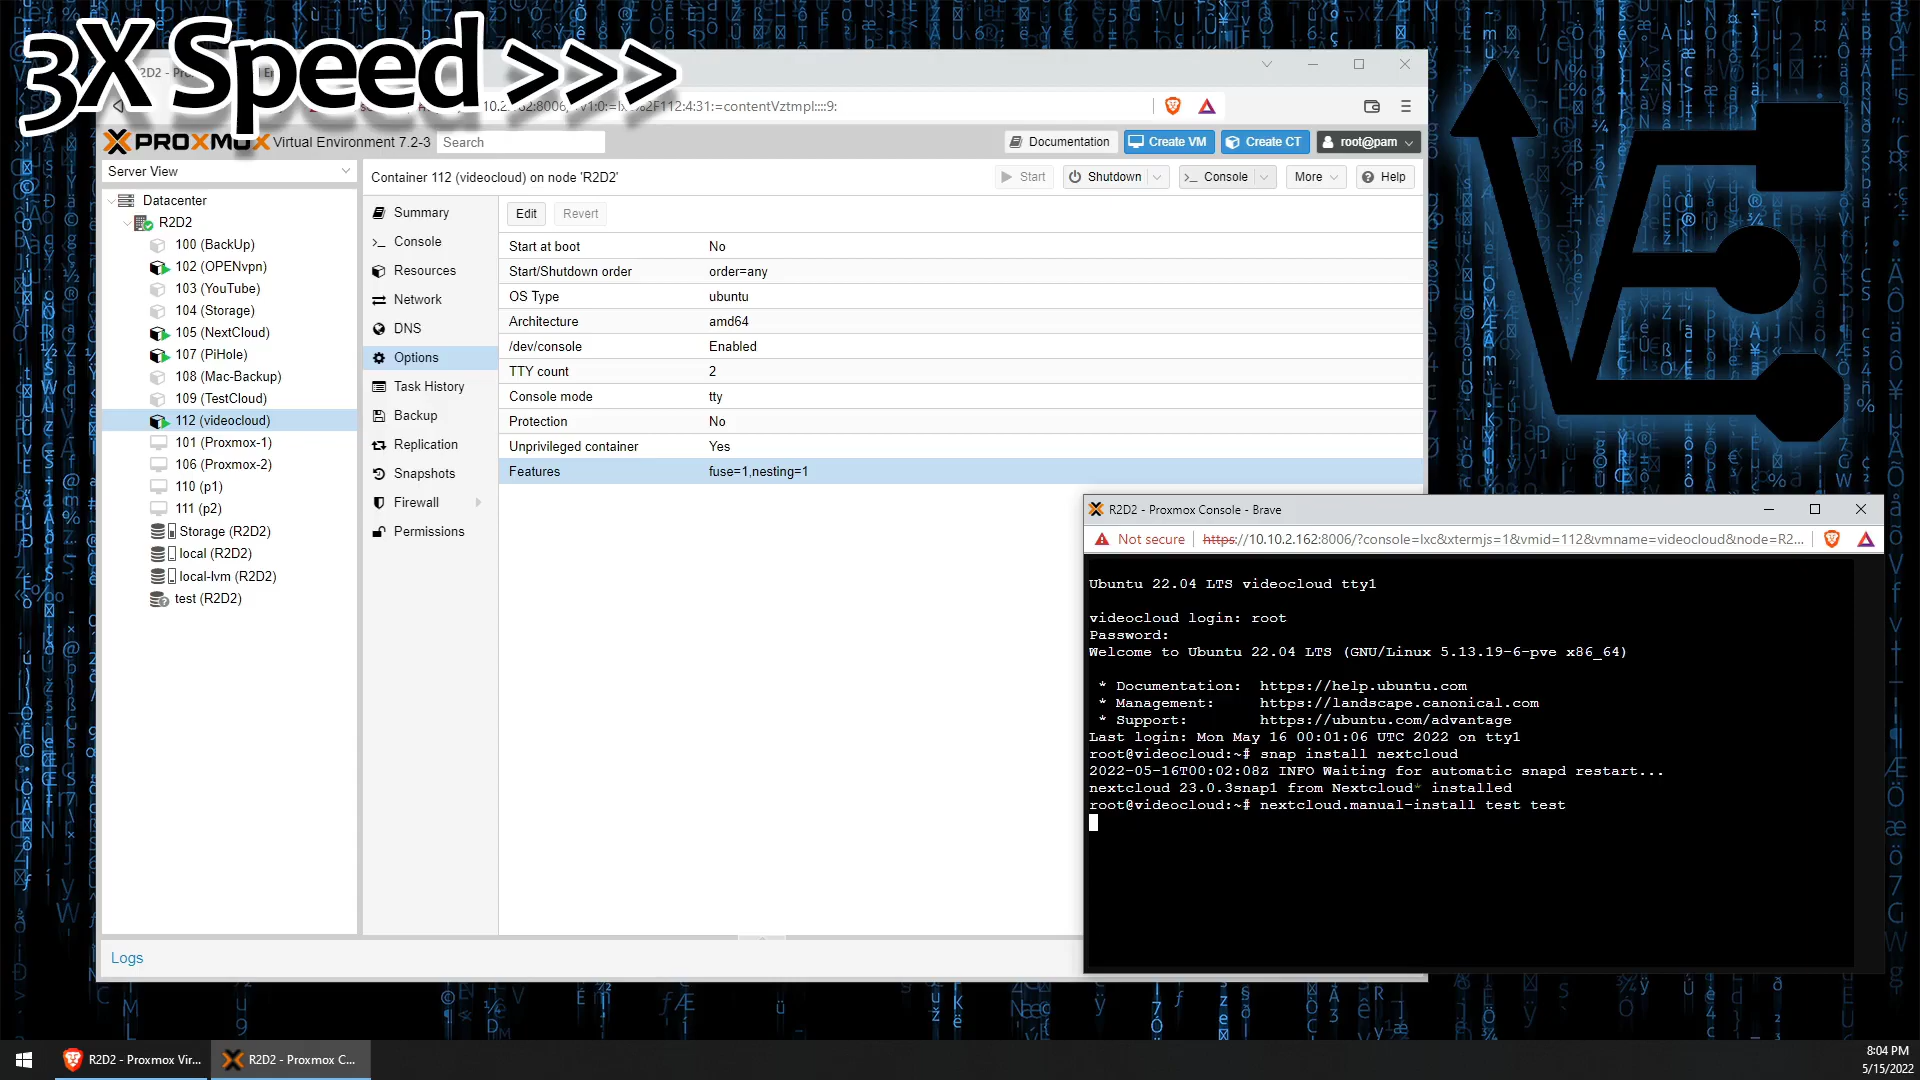 3X Speed >>>
10.2.162:8006/
:4:31:=contentVztmpl::::9:
PROXMOX Virtual Environment 7.2-3
Search
Documentation
Create VM
Create CT
root@pam
Server View
Container 112 (videocloud) on node 'R2D2'
Start
Shutdown
Console
More
Help
Datacenter
R2D2
100 (BackUp)
102 (OPENvpn)
103 (YouTube)
104 (Storage)
105 (NextCloud)
107 (PiHole)
108 (Mac-Backup)
109 (TestCloud)
112 (videocloud)
101 (Proxmox-1)
106 (Proxmox-2)
110 (p1)
111 (p2)
Storage (R2D2)
local (R2D2)
local-lvm (R2D2)
test (R2D2)
Summary
Console
Resources
Network
DNS
Options
Task History
Backup
Replication
Snapshots
Firewall
Permissions
Edit
Revert
Start at boot No
Start/Shutdown order order=any
OS Type ubuntu
Architecture amd64
/dev/console Enabled
TTY count 2
Console mode tty
Protection No
Unprivileged container Yes
Features fuse=1,nesting=1
Logs
R2D2 - Proxmox Console - Brave
Not secure
https://10.10.2.162:8006/?console=lxc&xtermjs=1&vmid=112&vmname=videocloud&node=R2...
Ubuntu 22.04 LTS videocloud tty1
videocloud login: root
Password:
Welcome to Ubuntu 22.04 LTS (GNU/Linux 5.13.19-6-pve x86_64)
* Documentation: https://help.ubuntu.com
* Management: https://landscape.canonical.com
* Support: https://ubuntu.com/advantage
Last login: Mon May 16 00:01:06 UTC 2022 on tty1
root@videocloud:~# snap install nextcloud
2022-05-16T00:02:08Z INFO Waiting for automatic snapd restart...
nextcloud 23.0.3snap1 from Nextcloud* installed
root@videocloud:~# nextcloud.manual-install test test
R2D2 - Proxmox Vir...
R2D2 - Proxmox C...
8:04 PM
5/15/2022